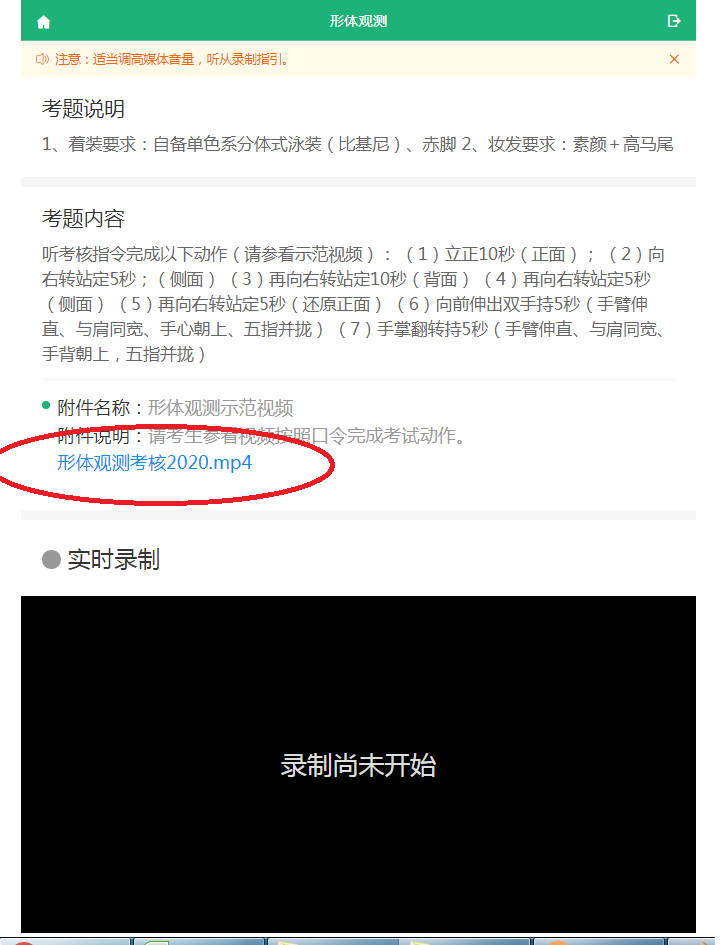 形体观测
注意：适当调高媒体音量，听从录制指引。
考题说明
1、着装要求：自备单色系分体式泳装（比基尼）、赤脚 2、妆发要求：素颜＋高马尾
考题内容
听考核指令完成以下动作（请参看示范视频）：（1）立正10秒（正面）；（2）向
右转站定5秒；（侧面）（3）再向右转站定10秒（背面）（4）再向右转站定5秒
（侧面）（5）再向右转站定5秒（还原正面）（6）向前伸出双手持5秒（手臂伸
直、与肩同宽、手心朝上、五指并拢）（7）手掌翻转持5秒（手臂伸直、与肩同宽、
手背朝上，五指并拢）
附件名称：形体观测示范视频
附件说明：请考生参看视频按照口令完成考试动作。
形体观测考核2020.mp4
实时录制
录制尚未开始